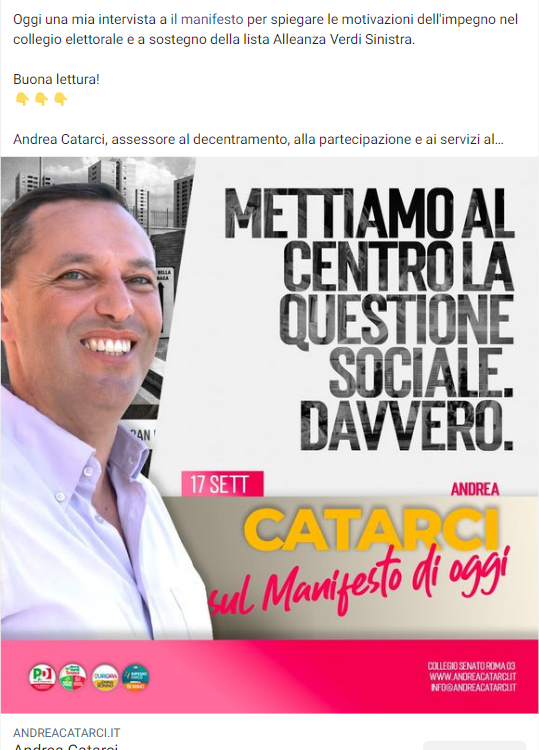 Oggi una mia intervista a il manifesto per spiegare le motivazioni dell'impegno nel
collegio elettorale e a sostegno della lista Alleanza Verdi Sinistra.
Buona lettura!
👇👇👇
Andrea Catarci, assessore al decentramento, alla partecipazione e ai servizi al...
METTIAMO AL
CENTRO LA
QUESTIONE
SOCIALE.
DAVVERO.
17 SETT
ANDREA
CATARCI
sul Manifesto di oggi
PD
COLLEGIO SENATO ROMA 03
WWW.ANDREACATARCI.IT
INFO@ANDREACATARCI.IT
ANDREACATARCI.IT
Andrea Catarci